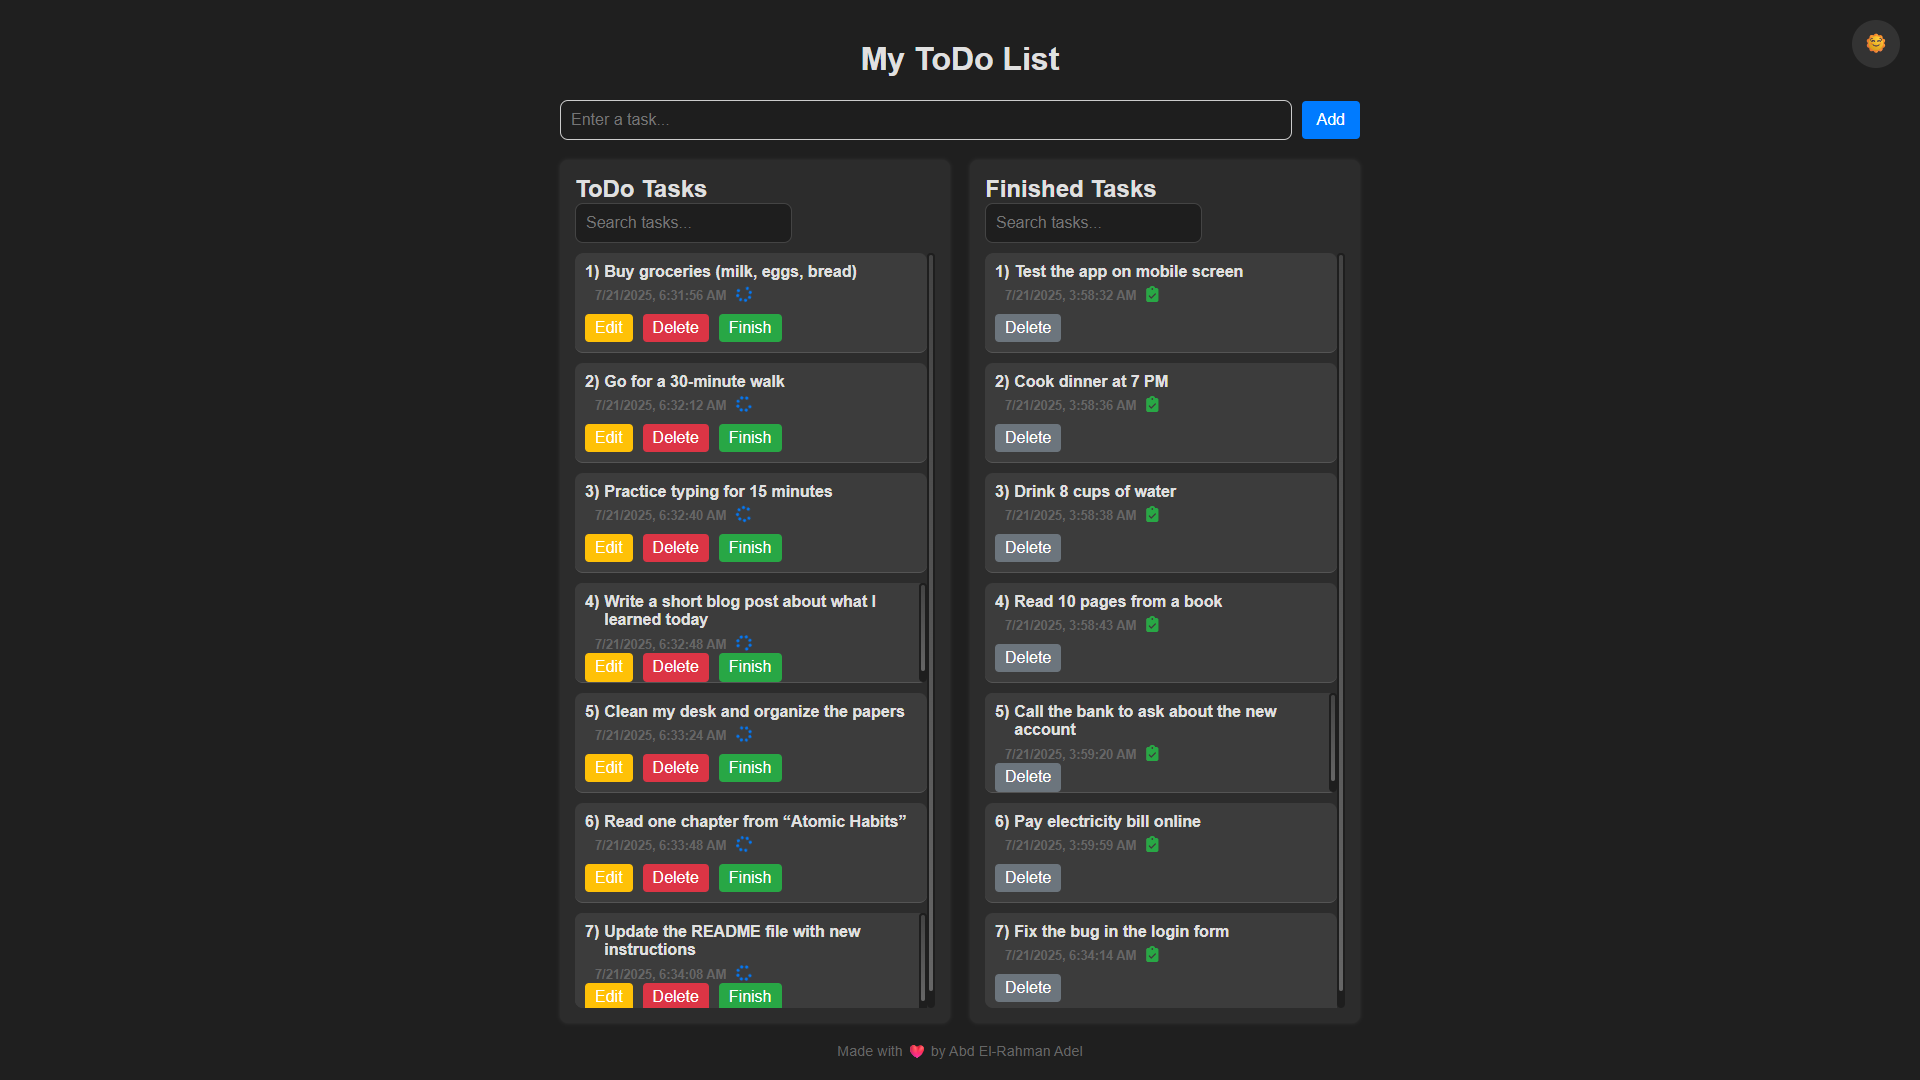 My ToDo List
Enter a task...
Add
ToDo Tasks
Search tasks...
1) Buy groceries (milk, eggs, bread)
7/21/2025, 6:31:56 AM
Edit Delete Finish
2) Go for a 30-minute walk
7/21/2025, 6:32:12 AM
Edit Delete Finish
3) Practice typing for 15 minutes
7/21/2025, 6:32:40 AM
Edit Delete Finish
4) Write a short blog post about what I
learned today
7/21/2025, 6:32:48 AM
Edit Delete Finish
5) Clean my desk and organize the papers
7/21/2025, 6:33:24 AM
Edit Delete Finish
6) Read one chapter from “Atomic Habits”
7/21/2025, 6:33:48 AM
Edit Delete Finish
7) Update the README file with new
instructions
7/21/2025, 6:34:08 AM
Edit Delete Finish
Finished Tasks
Search tasks...
1) Test the app on mobile screen
7/21/2025, 3:58:32 AM
Delete
2) Cook dinner at 7 PM
7/21/2025, 3:58:36 AM
Delete
3) Drink 8 cups of water
7/21/2025, 3:58:38 AM
Delete
4) Read 10 pages from a book
7/21/2025, 3:58:43 AM
Delete
5) Call the bank to ask about the new
account
7/21/2025, 3:59:20 AM
Delete
6) Pay electricity bill online
7/21/2025, 3:59:59 AM
Delete
7) Fix the bug in the login form
7/21/2025, 6:34:14 AM
Delete
Made with ❤️ by Abd El-Rahman Adel